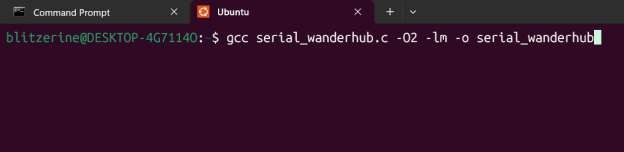 Command Prompt
Ubuntu
blitzerine@DESKTOP-4G7114O:~$ gcc serial_wanderhub.c -O2 -lm -o serial_wanderhub